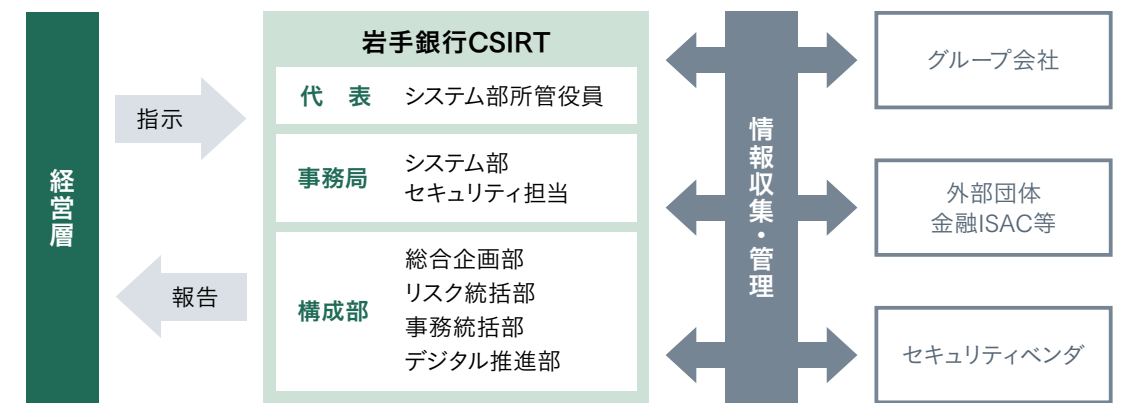 経営層
指示
報告
岩手銀行CSIRT
代　表　システム部所管役員
事務局
システム部
セキュリティ担当
構成部
総合企画部
リスク統括部
事務統括部
デジタル推進部
情報収集・管理
グループ会社
外部団体
金融ISAC等
セキュリティベンダ